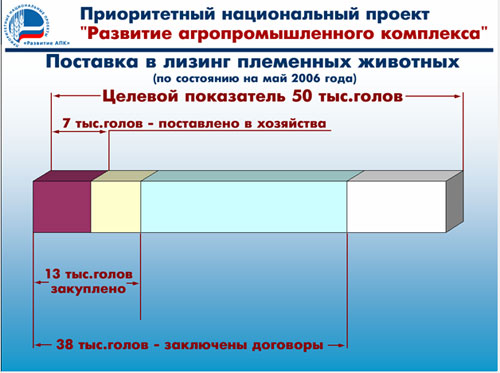 Приоритетный национальный проект
"Развитие агропромышленного комплекса"
«Развитие АПК»
Поставка в лизинг племенных животных
(по состоянию на май 2006 года)
Целевой показатель 50 тыс.голов
7 тыс.голов - поставлено в хозяйства
13 тыс.голов
закуплено
38 тыс.голов - заключены договоры